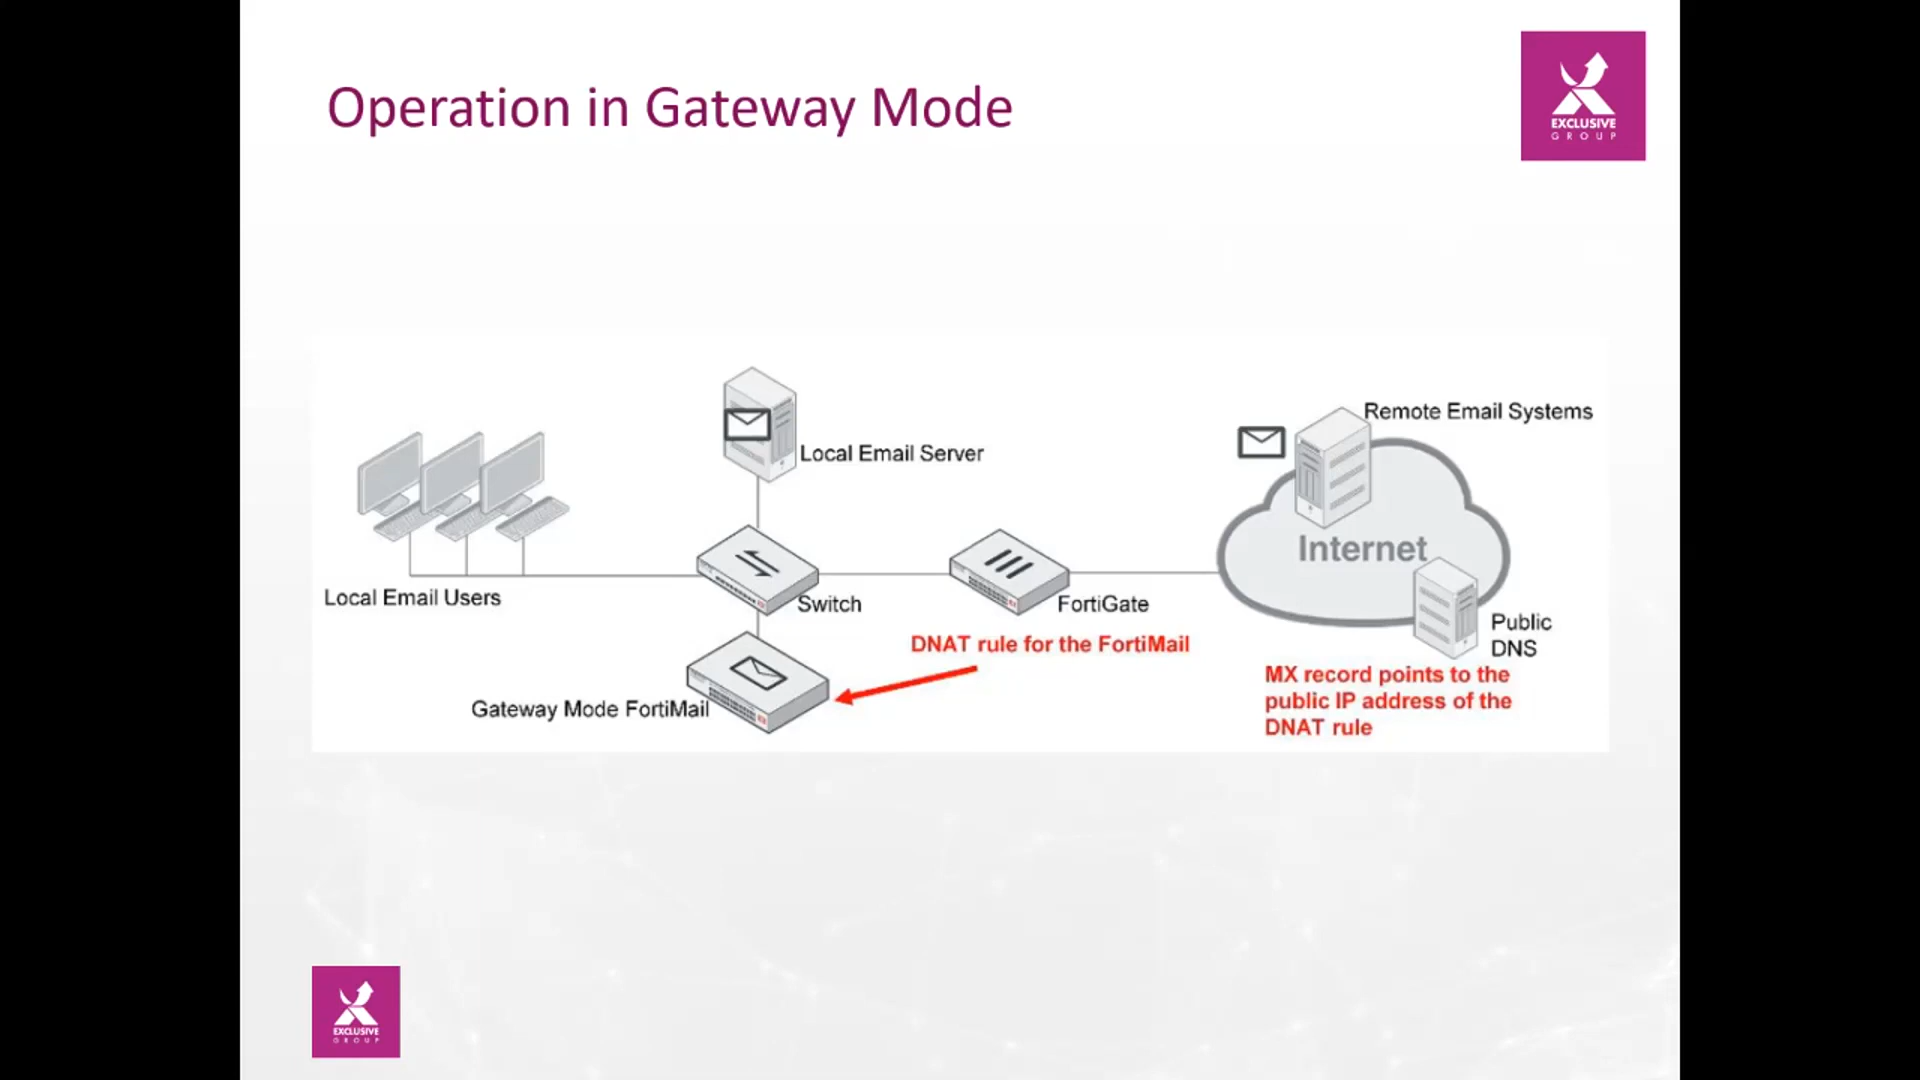 Operation in Gateway Mode
EXCLUSIVE
GROUP
Remote Email Systems
Local Email Server
Internet
Local Email Users
Switch
FortiGate
Public
DNS
DNAT rule for the FortiMail
MX record points to the
public IP address of the
DNAT rule
Gateway Mode FortiMail
EXCLUSIVE
GROUP